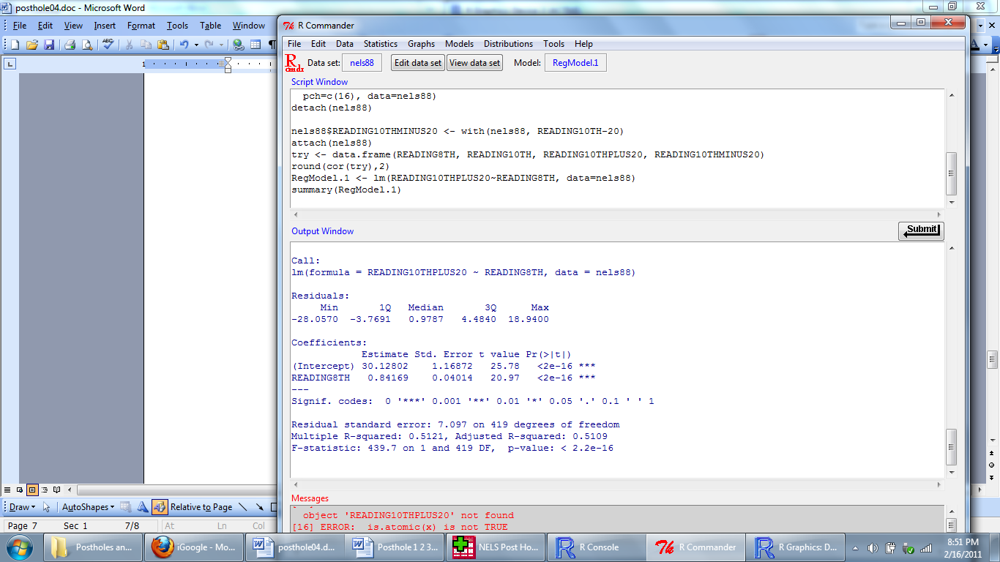 posthole04.doc - Microsoft Word
File Edit View Insert Format Tools Table Window
R Commander
File Edit Data Statistics Graphs Models Distributions Tools Help
R cmdr Data set: nels88 Edit data set View data set Model: RegModel.1
Script Window
pch=c(16), data=nels88)
detach(nels88)
nels88$READING10THMINUS20 <- with(nels88, READING10TH-20)
attach(nels88)
try <- data.frame(READING8TH, READING10TH, READING10THPLUS20, READING10THMINUS20)
round(cor(try),2)
RegModel.1 <- lm(READING10THPLUS20~READING8TH, data=nels88)
summary(RegModel.1)
Output Window
Submit
Call:
lm(formula = READING10THPLUS20 ~ READING8TH, data = nels88)
Residuals:
Min 1Q Median 3Q Max
-28.0570 -3.7691 0.9787 4.4840 18.9400
Coefficients:
Estimate Std. Error t value Pr(>|t|)
(Intercept) 30.12802 1.16872 25.78 <2e-16 ***
READING8TH 0.84169 0.04014 20.97 <2e-16 ***
---
Signif. codes: 0 '***' 0.001 '**' 0.01 '*' 0.05 '.' 0.1 ' ' 1
Residual standard error: 7.097 on 419 degrees of freedom
Multiple R-squared: 0.5121, Adjusted R-squared: 0.5109
F-statistic: 439.7 on 1 and 419 DF, p-value: < 2.2e-16
Messages
object 'READING10THPLUS20' not found
[16] ERROR: is.atomic(x) is not TRUE
Draw AutoShapes Relative to Page
Page 7 Sec 1 7/8 At Ln Col
Postholes an... iGoogle - Mo... posthole04.d... Posthole 1 2 3... NELS Post Ho... R Console R Commander R Graphics: D...
8:51 PM
2/16/2011